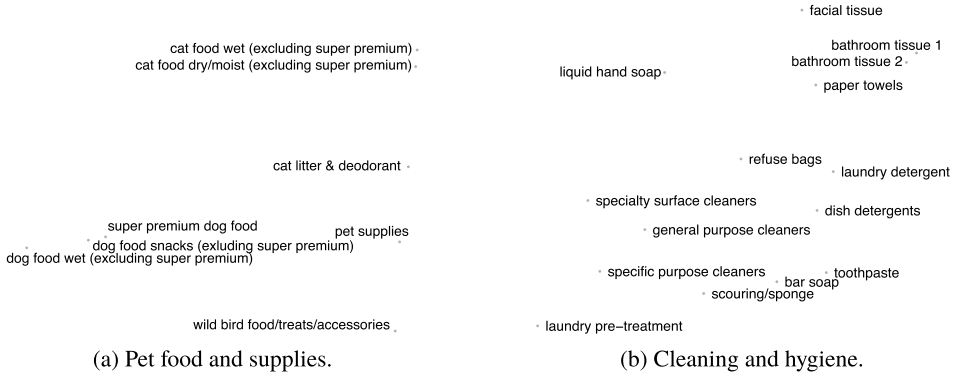 cat food wet (excluding super premium)
cat food dry/moist (excluding super premium)
cat litter & deodorant
super premium dog food
pet supplies
dog food snacks (exluding super premium)
dog food wet (excluding super premium)
wild bird food/treats/accessories
(a) Pet food and supplies.
facial tissue
bathroom tissue 1
bathroom tissue 2
liquid hand soap
paper towels
refuse bags
laundry detergent
specialty surface cleaners
dish detergents
general purpose cleaners
specific purpose cleaners
toothpaste
bar soap
scouring/sponge
laundry pre−treatment
(b) Cleaning and hygiene.